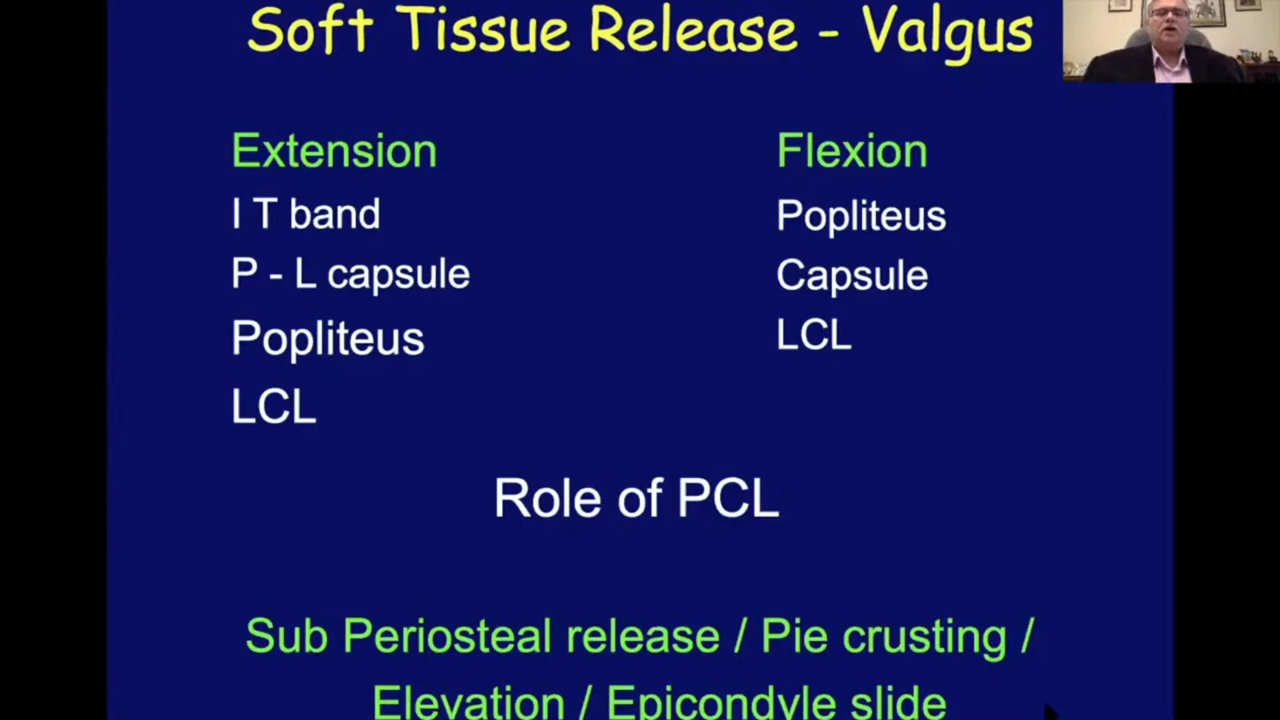 Soft Tissue Release - Valgus
Extension
I T band
P - L capsule
Popliteus
LCL
Flexion
Popliteus
Capsule
LCL
Role of PCL
Sub Periosteal release / Pie crusting /
Elevation / Epicondyle slide